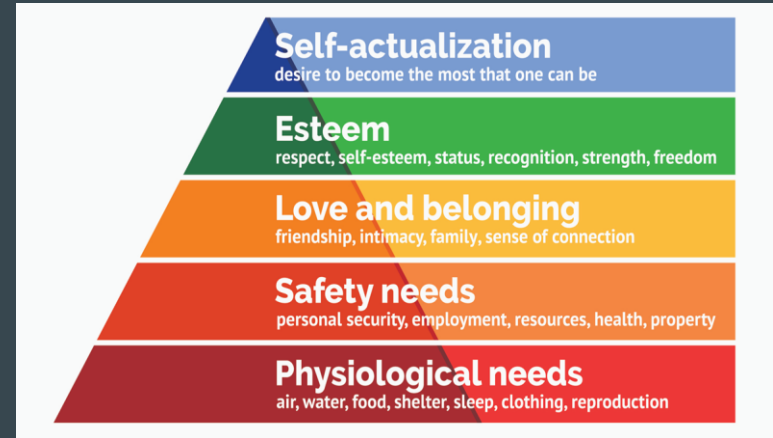 Self-actualization
desire to become the most that one can be
Esteem
respect, self-esteem, status, recognition, strength, freedom
Love and belonging
friendship, intimacy, family, sense of connection
Safety needs
personal security, employment, resources, health, property
Physiological needs
air, water, food, shelter, sleep, clothing, reproduction